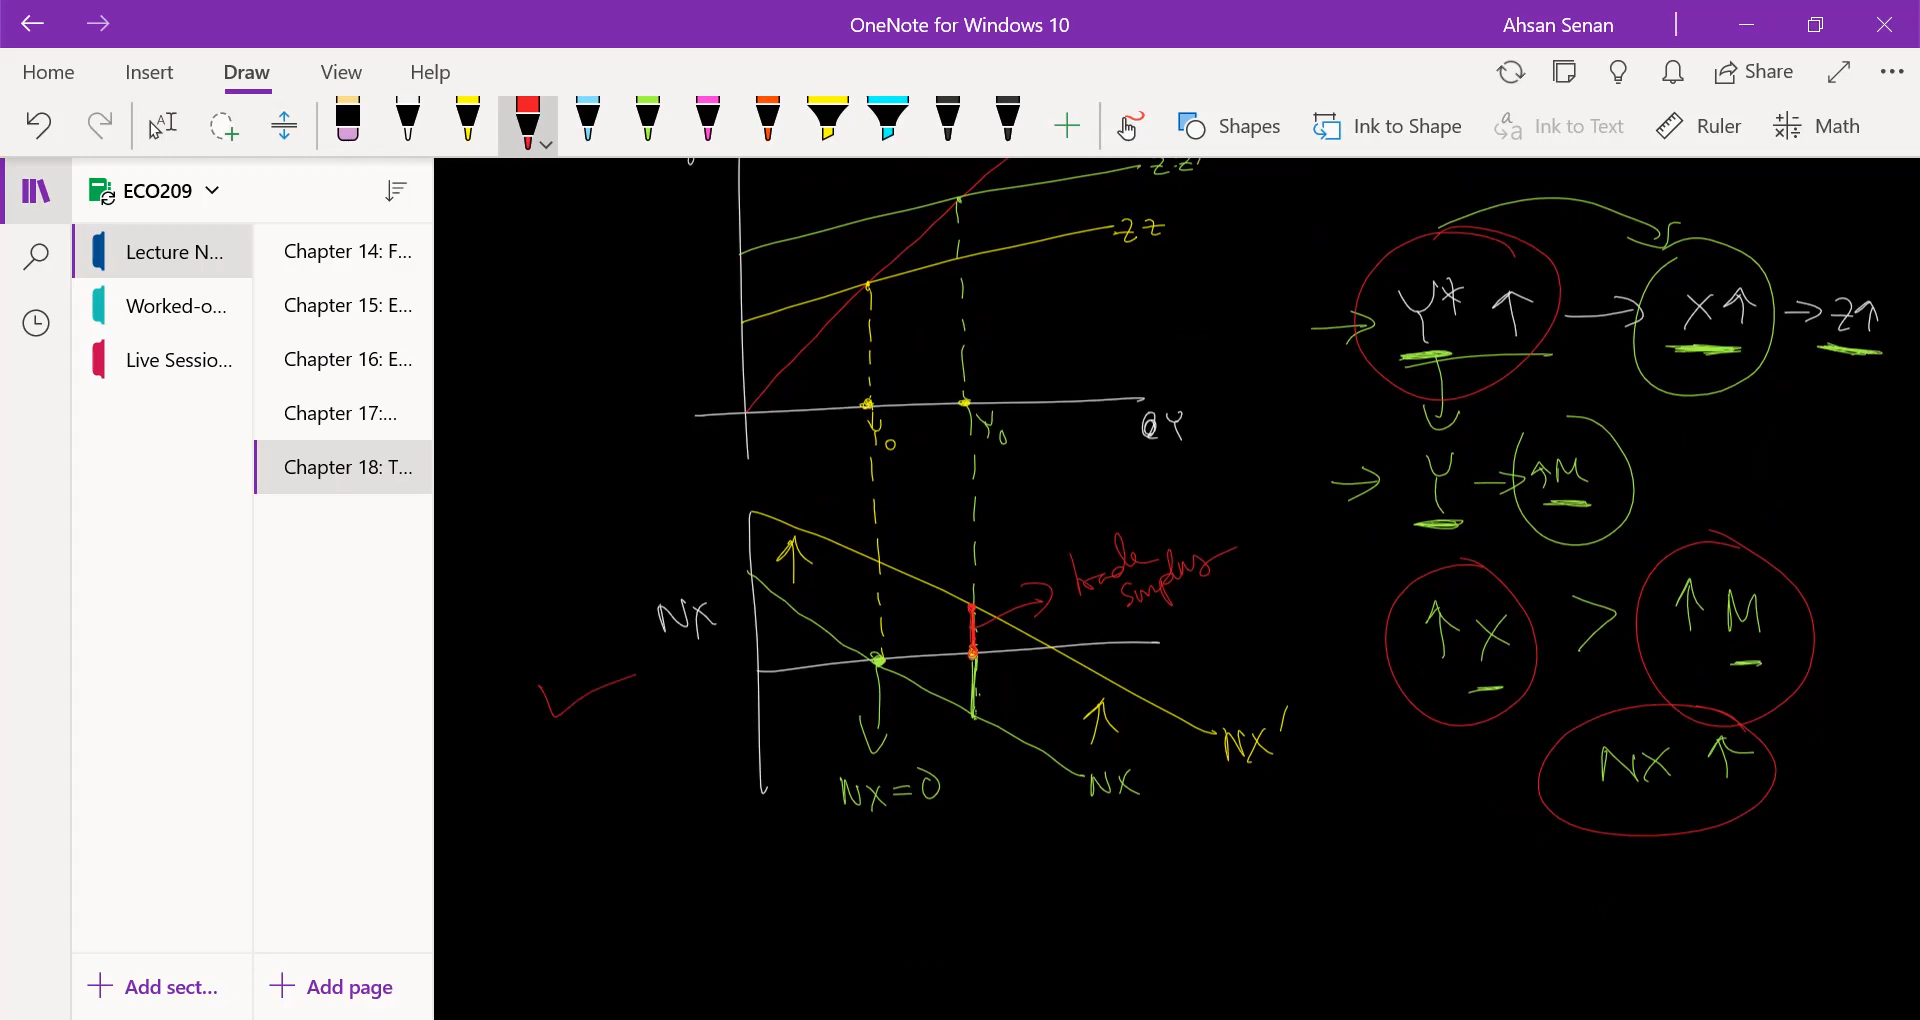 OneNote for Windows 10
Ahsan Senan
Home Insert Draw View Help
Share
Shapes Ink to Shape Ink to Text Ruler Math
ECO209
Lecture N...
Worked-o...
Live Sessio...
Chapter 14: F...
Chapter 15: E...
Chapter 16: E...
Chapter 17:...
Chapter 18: T...
Add sect...
Add page
ZZ'
ZZ
Y₀
Y₀
Y
NX
trade
surplus
NX'
NX
NX=0
→ Y* ↑ → X↑ → Z↑
→ Y → ↑M
↑ X > ↑ M
NX ↑